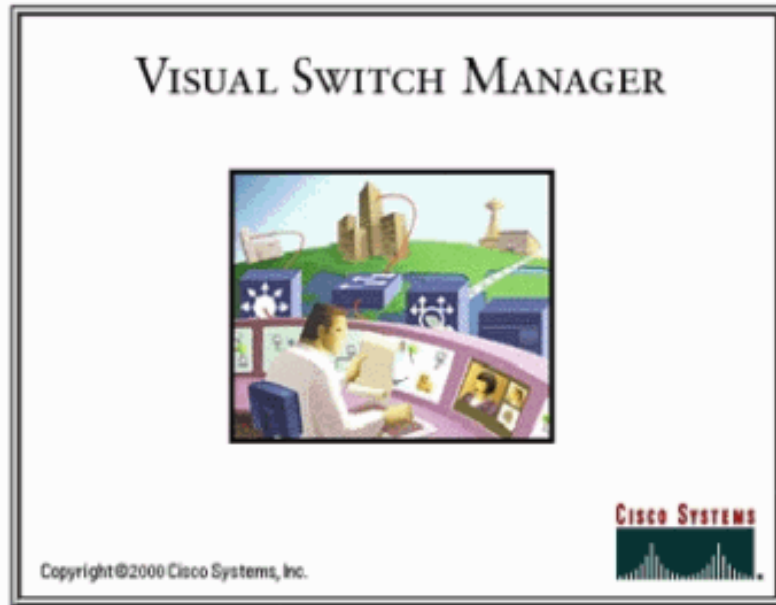 VISUAL SWITCH MANAGER
CISCO SYSTEMS
Copyright©2000 Cisco Systems, Inc.